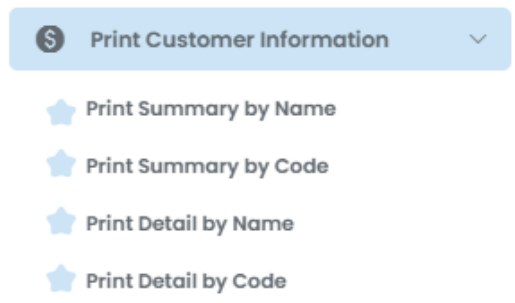 Print Customer Information
Print Summary by Name
Print Summary by Code
Print Detail by Name
Print Detail by Code